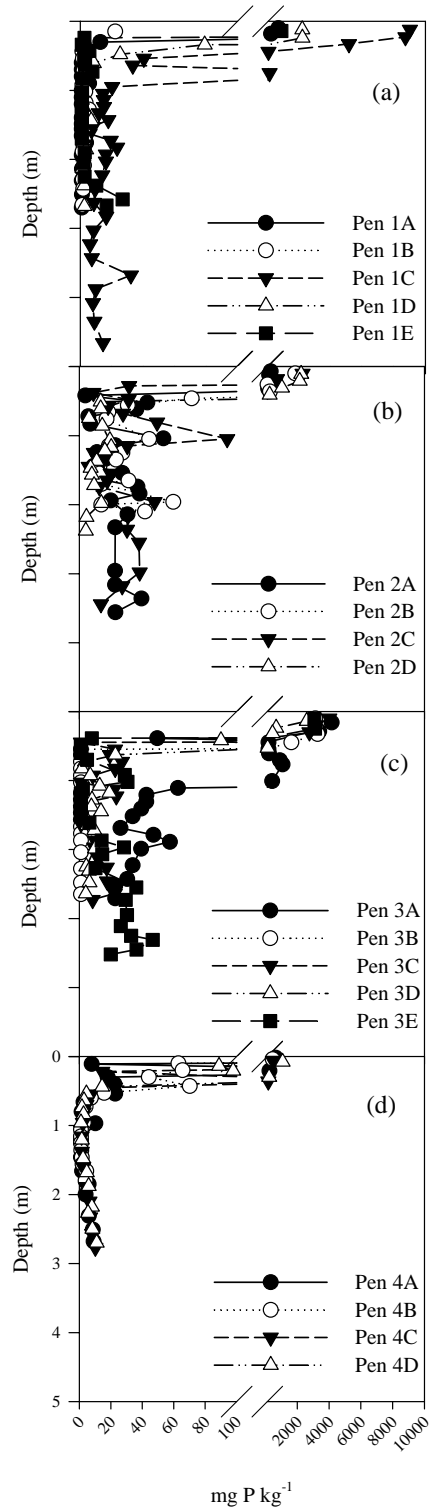 (a)
Depth (m)
Pen 1A
Pen 1B
Pen 1C
Pen 1D
Pen 1E
(b)
Depth (m)
Pen 2A
Pen 2B
Pen 2C
Pen 2D
(c)
Depth (m)
Pen 3A
Pen 3B
Pen 3C
Pen 3D
Pen 3E
(d)
Depth (m)
0
1
2
3
4
5
Pen 4A
Pen 4B
Pen 4C
Pen 4D
0 20 40 60 80 100 2000 4000 6000 8000 10000
mg P kg⁻¹